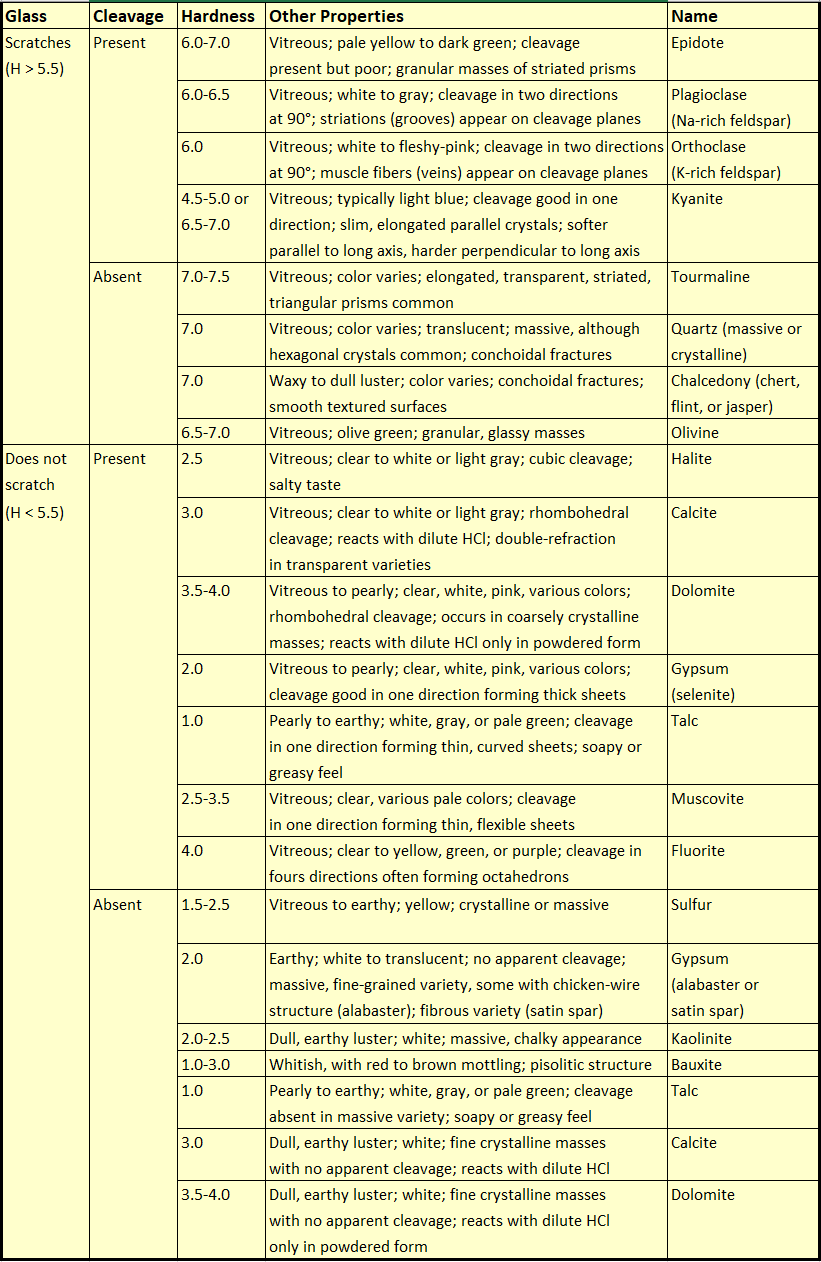 Glass Cleavage Hardness Other Properties Name
Scratches Present 6.0-7.0 Vitreous; pale yellow to dark green; cleavage Epidote
(H > 5.5) present but poor; granular masses of striated prisms
6.0-6.5 Vitreous; white to gray; cleavage in two directions Plagioclase
at 90°; striations (grooves) appear on cleavage planes (Na-rich feldspar)
6.0 Vitreous; white to fleshy-pink; cleavage in two directions Orthoclase
at 90°; muscle fibers (veins) appear on cleavage planes (K-rich feldspar)
4.5-5.0 or Vitreous; typically light blue; cleavage good in one Kyanite
6.5-7.0 direction; slim, elongated parallel crystals; softer
parallel to long axis, harder perpendicular to long axis
Absent 7.0-7.5 Vitreous; color varies; elongated, transparent, striated, Tourmaline
triangular prisms common
7.0 Vitreous; color varies; translucent; massive, although Quartz (massive or
hexagonal crystals common; conchoidal fractures crystalline)
7.0 Waxy to dull luster; color varies; conchoidal fractures; Chalcedony (chert,
smooth textured surfaces flint, or jasper)
6.5-7.0 Vitreous; olive green; granular, glassy masses Olivine
Does not Present 2.5 Vitreous; clear to white or light gray; cubic cleavage; Halite
scratch salty taste
(H < 5.5) 3.0 Vitreous; clear to white or light gray; rhombohedral Calcite
cleavage; reacts with dilute HCl; double-refraction
in transparent varieties
3.5-4.0 Vitreous to pearly; clear, white, pink, various colors; Dolomite
rhombohedral cleavage; occurs in coarsely crystalline
masses; reacts with dilute HCl only in powdered form
2.0 Vitreous to pearly; clear, white, pink, various colors; Gypsum
cleavage good in one direction forming thick sheets (selenite)
1.0 Pearly to earthy; white, gray, or pale green; cleavage Talc
in one direction forming thin, curved sheets; soapy or
greasy feel
2.5-3.5 Vitreous; clear, various pale colors; cleavage Muscovite
in one direction forming thin, flexible sheets
4.0 Vitreous; clear to yellow, green, or purple; cleavage in Fluorite
fours directions often forming octahedrons
Absent 1.5-2.5 Vitreous to earthy; yellow; crystalline or massive Sulfur
2.0 Earthy; white to translucent; no apparent cleavage; Gypsum
massive, fine-grained variety, some with chicken-wire (alabaster or
structure (alabaster); fibrous variety (satin spar) satin spar)
2.0-2.5 Dull, earthy luster; white; massive, chalky appearance Kaolinite
1.0-3.0 Whitish, with red to brown mottling; pisolitic structure Bauxite
1.0 Pearly to earthy; white, gray, or pale green; cleavage Talc
absent in massive variety; soapy or greasy feel
3.0 Dull, earthy luster; white; fine crystalline masses Calcite
with no apparent cleavage; reacts with dilute HCl
3.5-4.0 Dull, earthy luster; white; fine crystalline masses Dolomite
with no apparent cleavage; reacts with dilute HCl
only in powdered form